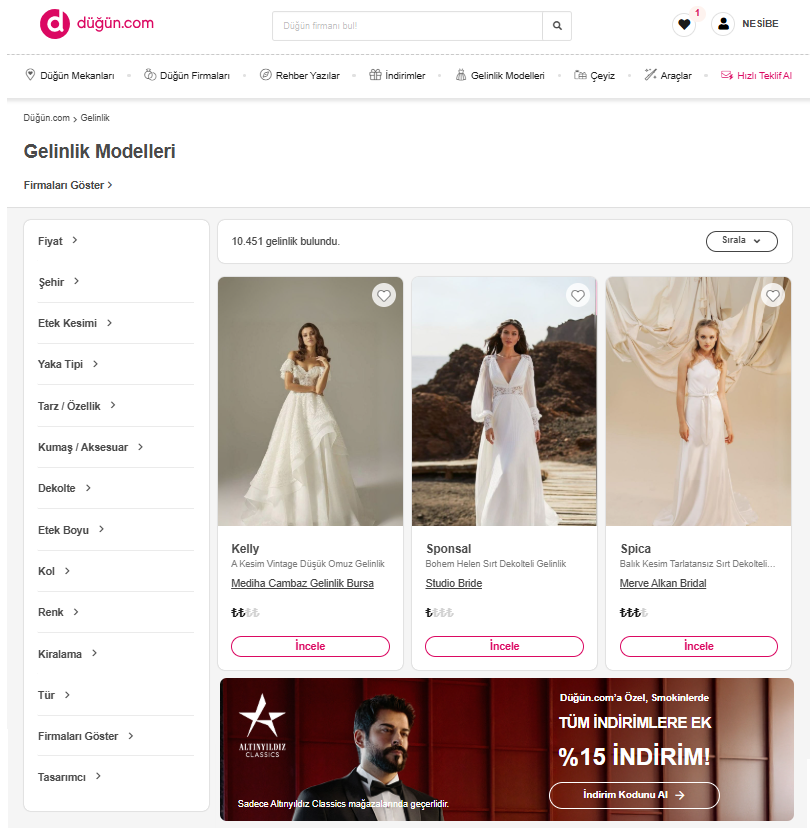 düğün.com
Düğün firmanı bul!
1
NESİBE
Düğün Mekanları
Düğün Firmaları
Rehber Yazılar
İndirimler
Gelinlik Modelleri
Çeyiz
Araçlar
Hızlı Teklif Al
Düğün.com > Gelinlik
Gelinlik Modelleri
Firmaları Göster >
Fiyat >
Şehir >
Etek Kesimi >
Yaka Tipi >
Tarz / Özellik >
Kumaş / Aksesuar >
Dekolte >
Etek Boyu >
Kol >
Renk >
Kiralama >
Tür >
Firmaları Göster >
Tasarımcı >
10.451 gelinlik bulundu.
Sırala
Kelly
A Kesim Vintage Düşük Omuz Gelinlik
Mediha Cambaz Gelinlik Bursa
₺₺₺₺
İncele
Sponsal
Bohem Helen Sırt Dekolteli Gelinlik
Studio Bride
₺₺₺₺
İncele
Spica
Balık Kesim Tarlatansız Sırt Dekolteli...
Merve Alkan Bridal
₺₺₺₺
İncele
ALTINYILDIZ
CLASSICS
Sadece Altınyıldız Classics mağazalarında geçerlidir.
Düğün.com'a Özel, Smokinlerde
TÜM İNDİRİMLERE EK
%15 İNDİRİM!
İndirim Kodunu Al →